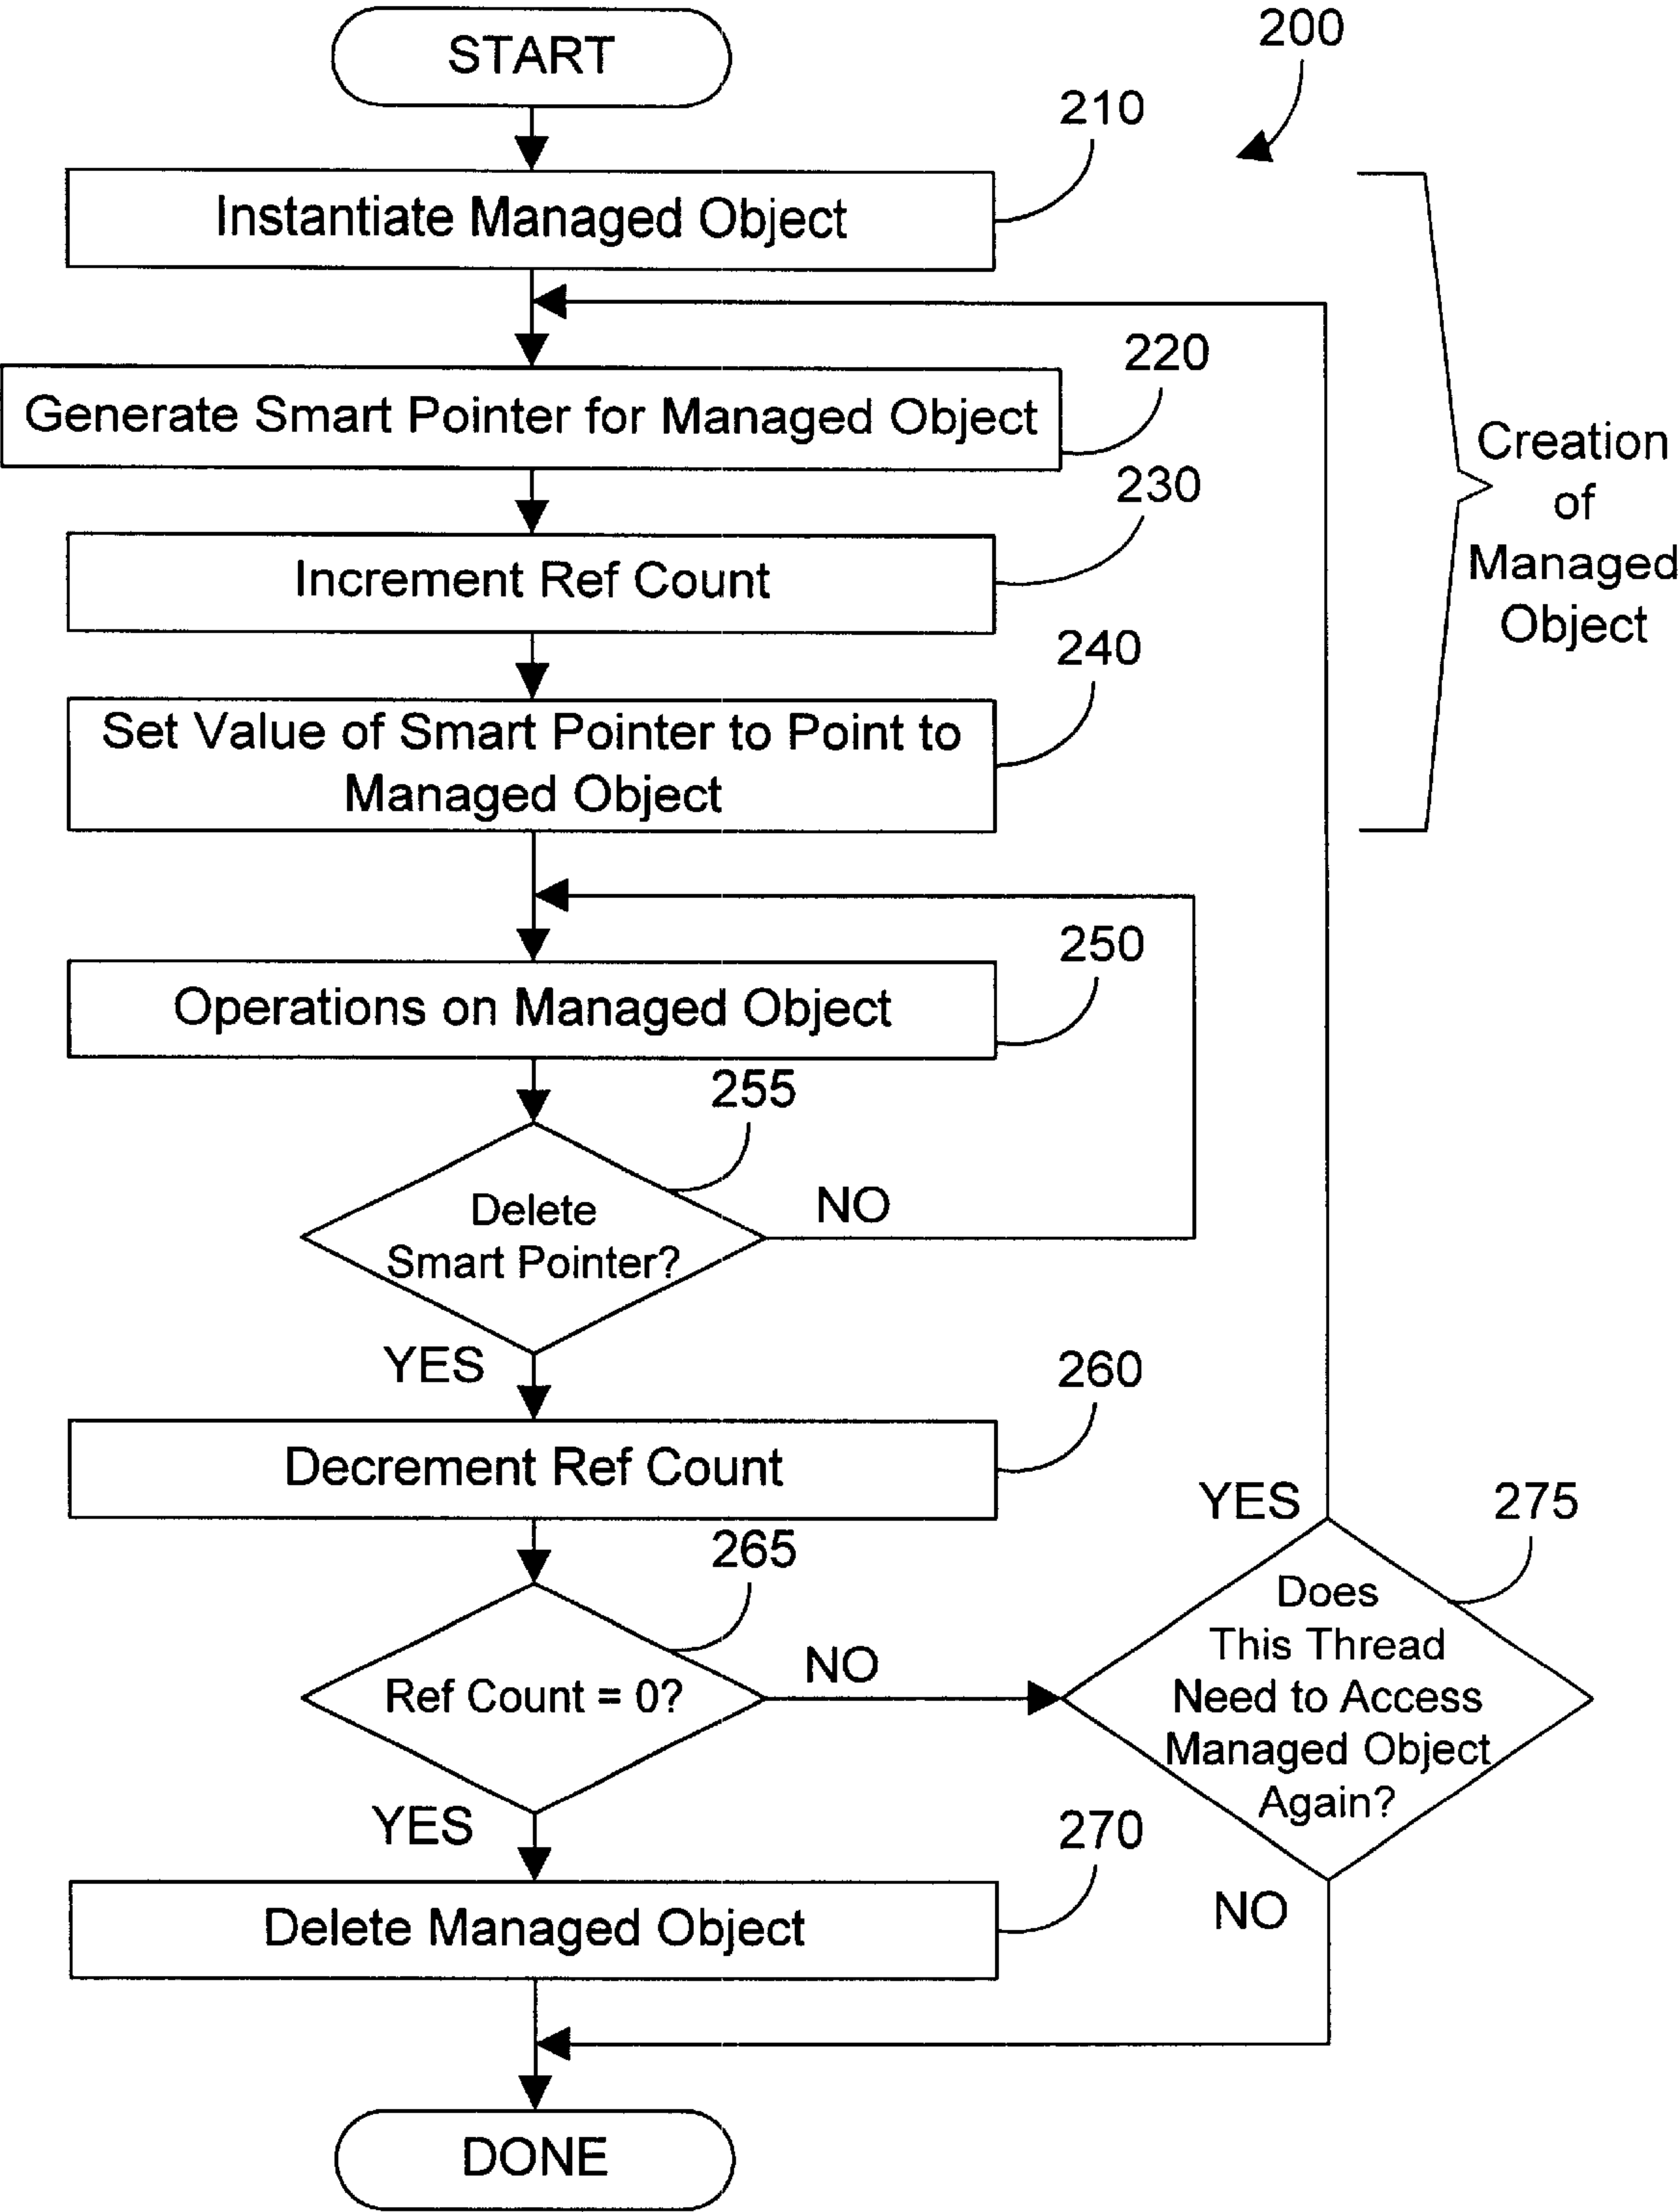 START
200
210
Instantiate Managed Object
220
Generate Smart Pointer for Managed Object
Creation
of
Managed
Object
230
Increment Ref Count
240
Set Value of Smart Pointer to Point to
Managed Object
250
Operations on Managed Object
255
Delete
Smart Pointer?
NO
YES
260
Decrement Ref Count
265
Ref Count = 0?
NO
YES
275
Does
This Thread
Need to Access
Managed Object
Again?
YES
NO
270
Delete Managed Object
DONE